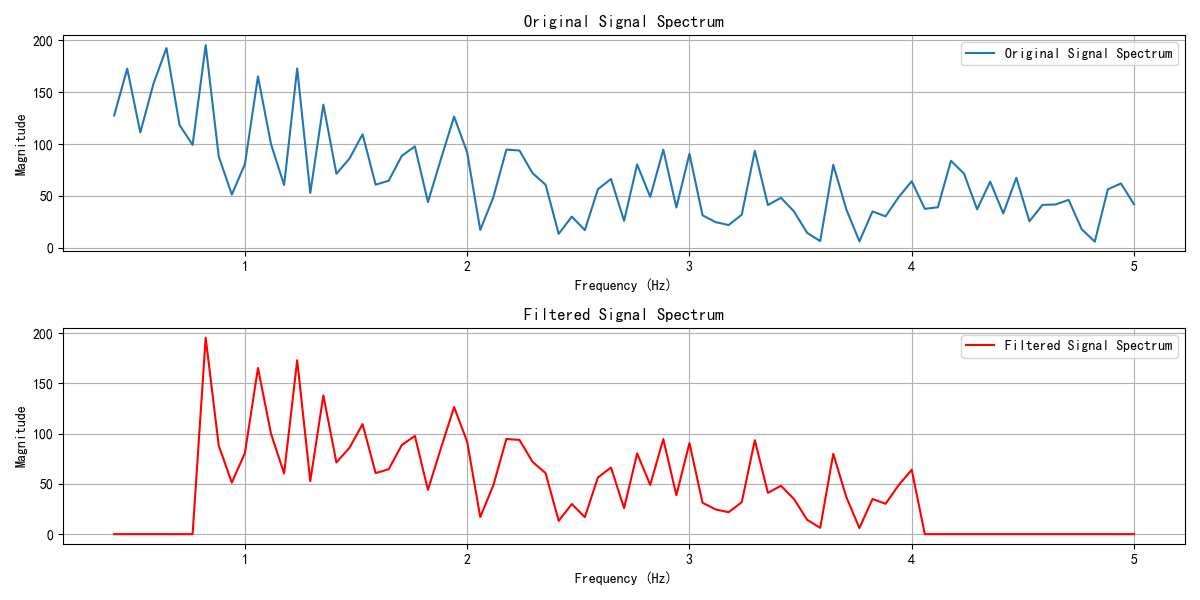 Original Signal Spectrum
200
150
100
50
0
Magnitude
Original Signal Spectrum
1 2 3 4 5
Frequency (Hz)
Filtered Signal Spectrum
200
150
100
50
0
Magnitude
Filtered Signal Spectrum
1 2 3 4 5
Frequency (Hz)